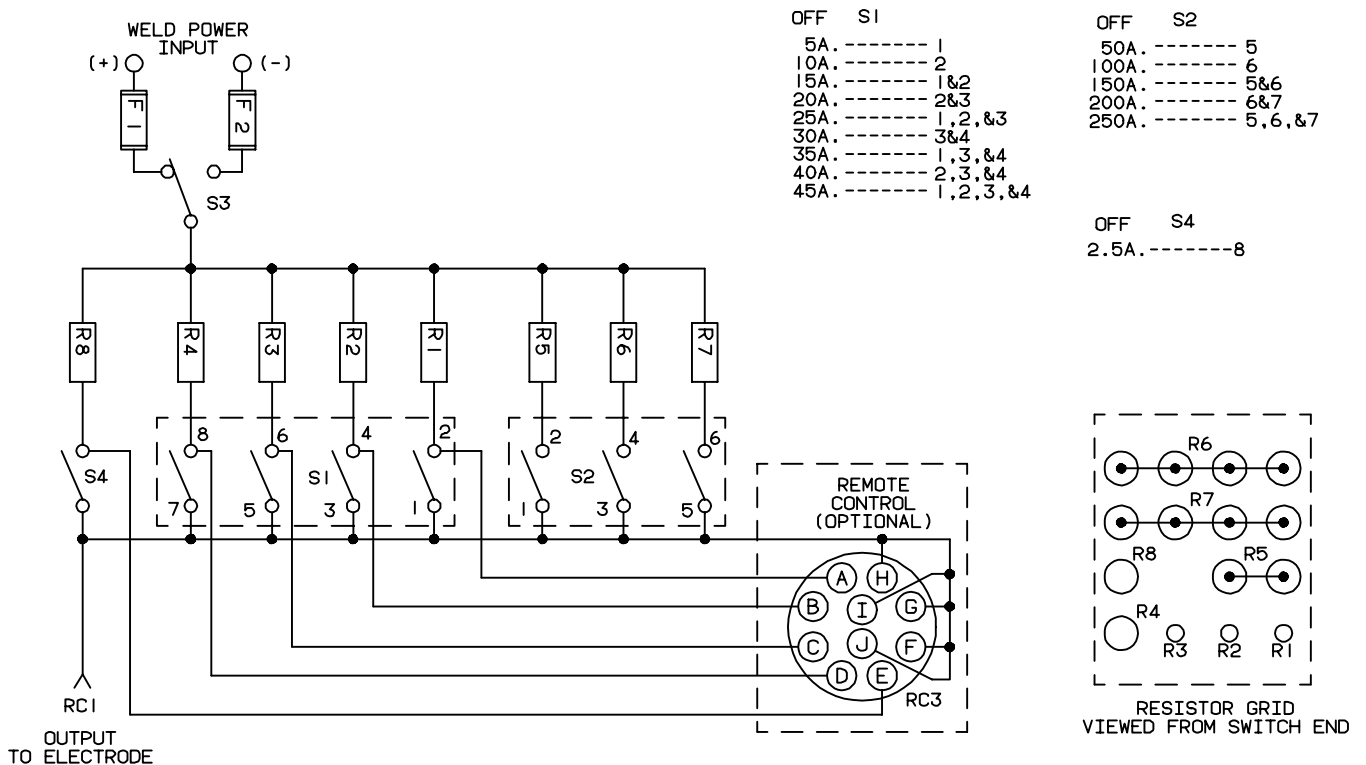 WELD POWER
INPUT
(+)
(-)
F1
F2
S3
OFF S1
5A. ------- 1
10A. ------- 2
15A. ------- 1&2
20A. ------- 2&3
25A. ------- 1,2,&3
30A. ------- 3&4
35A. ------- 1,3,&4
40A. ------- 2,3,&4
45A. ------- 1,2,3,&4
OFF S2
50A. ------- 5
100A. ------- 6
150A. ------- 5&6
200A. ------- 6&7
250A. ------- 5,6,&7
OFF S4
2.5A.-------8
R8
R4
R3
R2
R1
R5
R6
R7
8
6
4
2
2
4
6
S4
S1
S2
7
5
3
1
1
3
5
REMOTE
CONTROL
(OPTIONAL)
A
H
B
I
G
C
J
F
D
E
RC3
RC1
OUTPUT
TO ELECTRODE
R6
R7
R8
R5
R4
R3
R2
R1
RESISTOR GRID
VIEWED FROM SWITCH END